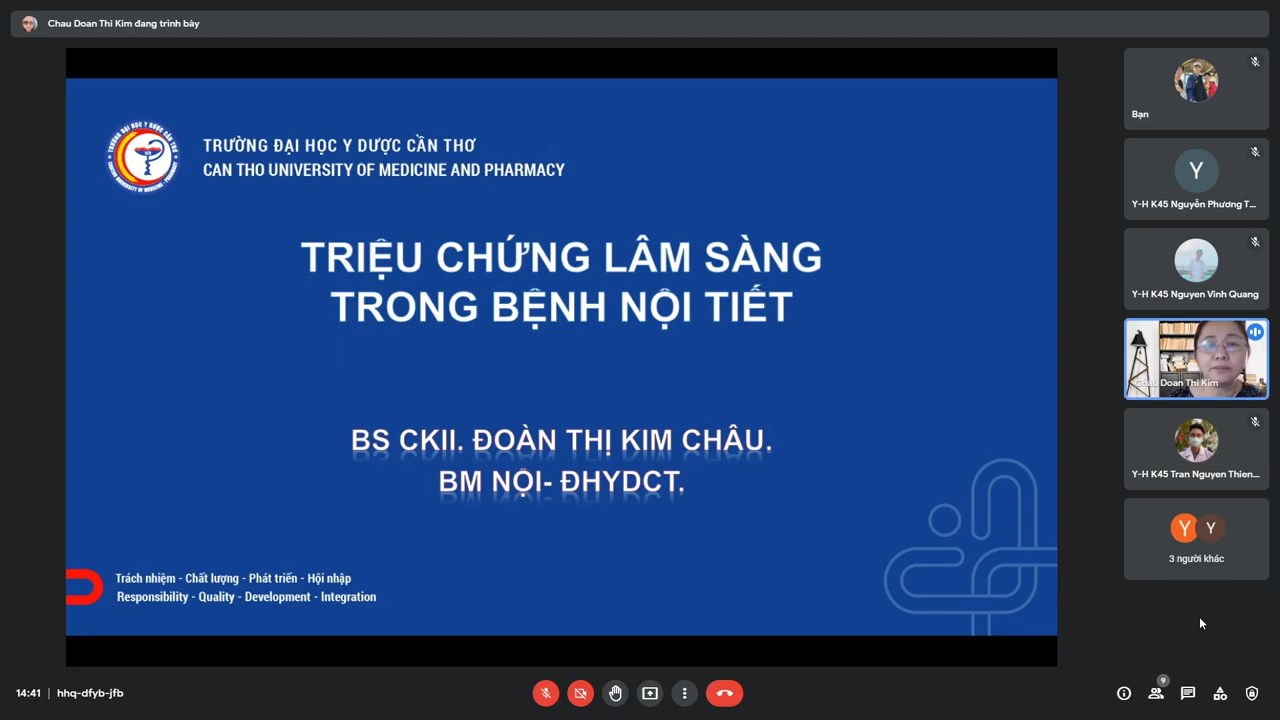 Chau Doan Thi Kim đang trình bày
TRƯỜNG ĐẠI HỌC Y DƯỢC CẦN THƠ
CAN THO UNIVERSITY OF MEDICINE AND PHARMACY
TRIỆU CHỨNG LÂM SÀNG
TRONG BỆNH NỘI TIẾT
BS CKII. ĐOÀN THỊ KIM CHÂU.
BM NỘI- ĐHYDCT.
Trách nhiệm - Chất lượng - Phát triển - Hội nhập
Responsibility - Quality - Development - Integration
Bạn
Y
Y-H K45 Nguyễn Phương T...
Y-H K45 Nguyen Vinh Quang
Chau Doan Thi Kim
Y-H K45 Tran Nguyen Thien...
Y Y
3 người khác
14:41 | hhq-dfyb-jfb
9